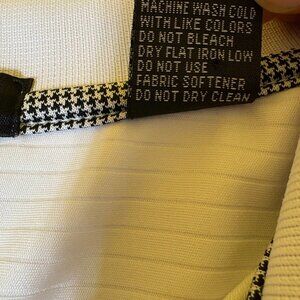 MACHINE WASH COLD
WITH LIKE COLORS
DO NOT BLEACH
DRY FLAT IRON LOW
DO NOT USE
FABRIC SOFTENER
DO NOT DRY CLEAN